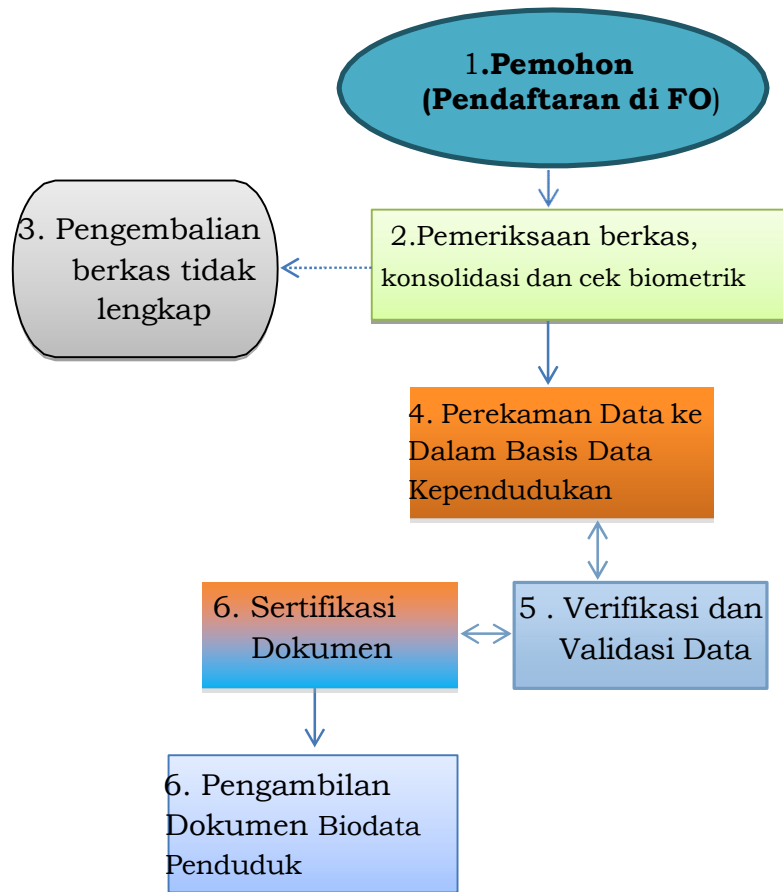 1.Pemohon
(Pendaftaran di FO)
2.Pemeriksaan berkas,
konsolidasi dan cek biometrik
3. Pengembalian
berkas tidak
lengkap
4. Perekaman Data ke
Dalam Basis Data
Kependudukan
5 . Verifikasi dan
Validasi Data
6. Sertifikasi
Dokumen
6. Pengambilan
Dokumen Biodata
Penduduk